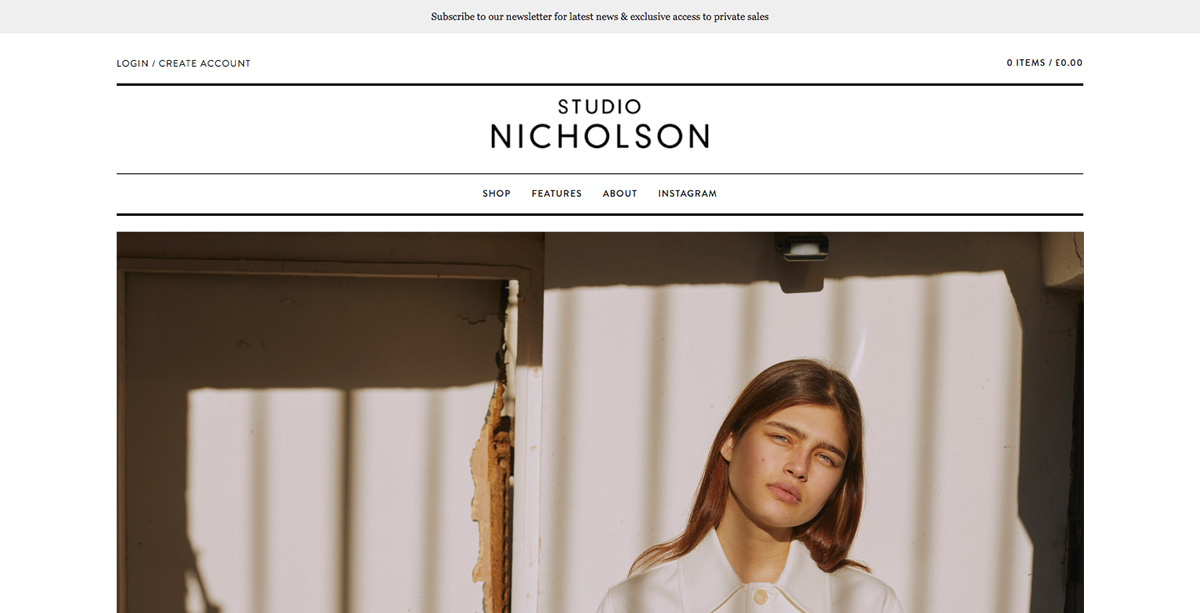 Subscribe to our newsletter for latest news & exclusive access to private sales
LOGIN / CREATE ACCOUNT
0 ITEMS / £0.00
STUDIO
NICHOLSON
SHOP FEATURES ABOUT INSTAGRAM